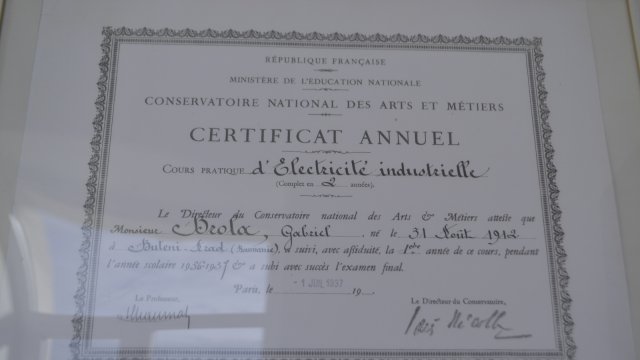 RÉPUBLIQUE FRANÇAISE
MINISTÈRE DE L'ÉDUCATION NATIONALE
CONSERVATOIRE NATIONAL DES ARTS ET MÉTIERS
CERTIFICAT ANNUEL
COURS PRATIQUE d'Electricité industrielle
(Complet en 2 années).
Le Directeur du Conservatoire national des Arts & Métiers atteste que
Monsieur Gabriel né le 31 Août 1912
à (Roumanie) a suivi, avec assiduité, la 1ère année de ce cours, pendant
l'année scolaire 1936-1937 & a subi avec succès l'examen final.
Paris, le -1 JUIN 1937 19
Le Professeur,
Le Directeur du Conservatoire,